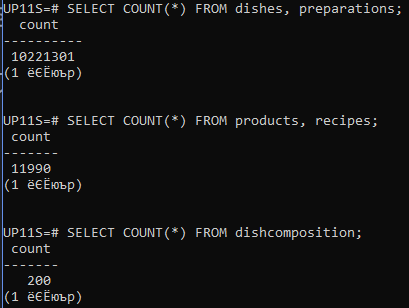 UP11S=# SELECT COUNT(*) FROM dishes, preparations;
count
----------
10221301
(1 ёЄЁюър)
UP11S=# SELECT COUNT(*) FROM products, recipes;
count
-------
11990
(1 ёЄЁюър)
UP11S=# SELECT COUNT(*) FROM dishcomposition;
count
-------
200
(1 ёЄЁюър)